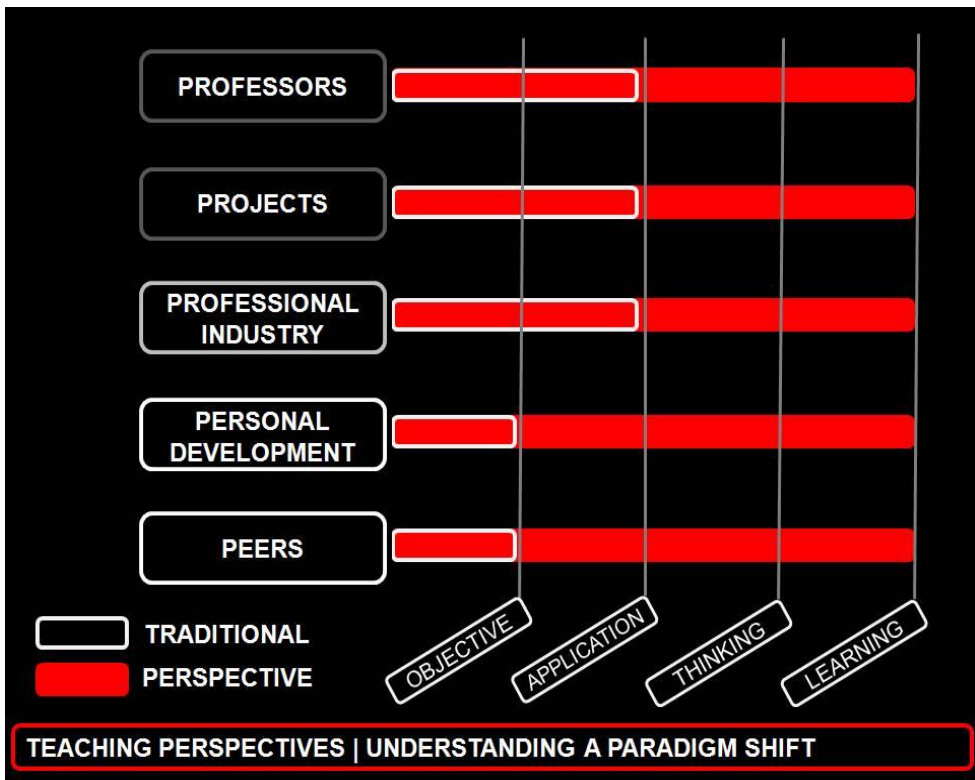 PROFESSORS
PROJECTS
PROFESSIONAL
INDUSTRY
PERSONAL
DEVELOPMENT
PEERS
TRADITIONAL
PERSPECTIVE
OBJECTIVE
APPLICATION
THINKING
LEARNING
TEACHING PERSPECTIVES | UNDERSTANDING A PARADIGM SHIFT